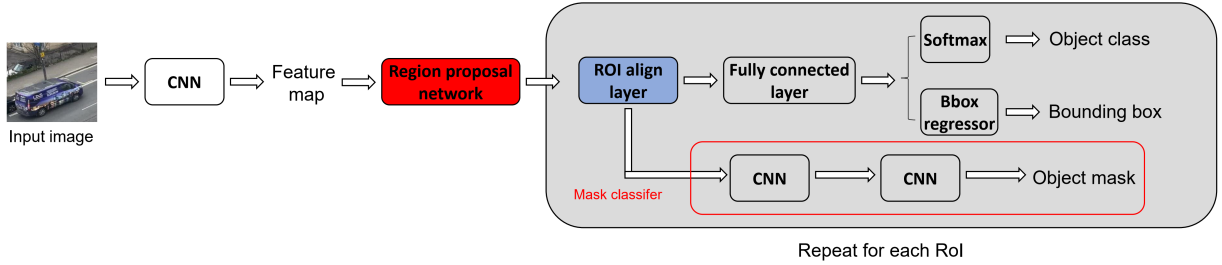 Input image
CNN
Feature
map
Region proposal
network
ROI align
layer
Fully connected
layer
Softmax
Object class
Bbox
regressor
Bounding box
Mask classifer
CNN
CNN
Object mask
Repeat for each RoI